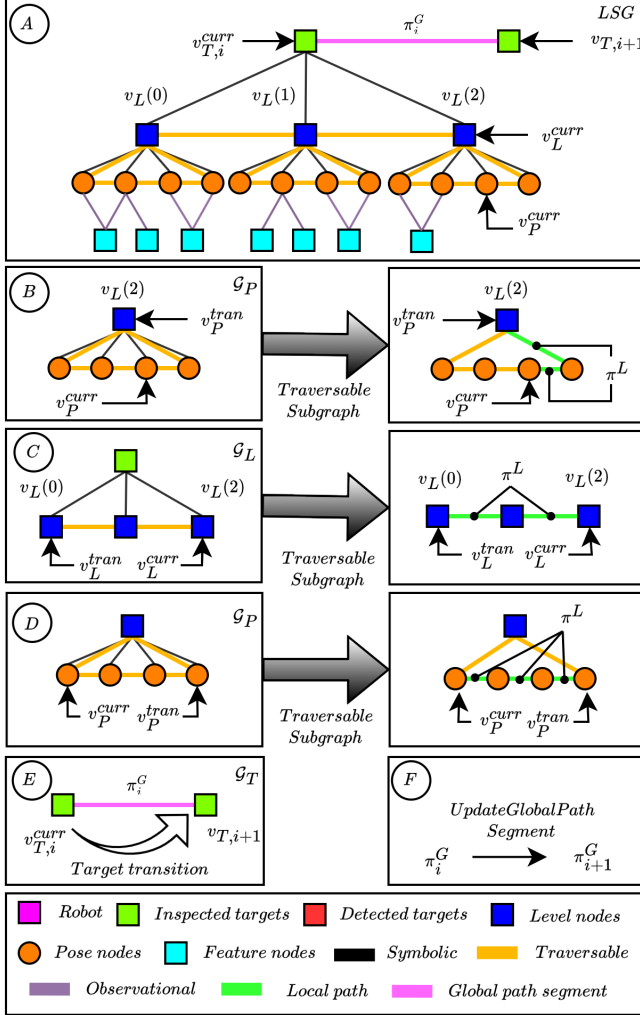 A
LSG
v_{T,i}^{curr}
π_i^G
v_{T,i+1}
v_L(0)
v_L(1)
v_L(2)
v_L^{curr}
v_P^{curr}
B
v_L(2)
𝒢_P
v_P^{tran}
v_P^{curr}
Traversable
Subgraph
v_L(2)
v_P^{tran}
v_P^{curr}
π^L
C
𝒢_L
v_L(0)
v_L(2)
v_L^{tran}
v_L^{curr}
Traversable
Subgraph
v_L(0)
π^L
v_L(2)
v_L^{tran}
v_L^{curr}
D
𝒢_P
v_P^{curr}
v_P^{tran}
Traversable
Subgraph
π^L
v_P^{curr}
v_P^{tran}
E
π_i^G
𝒢_T
v_{T,i}^{curr}
v_{T,i+1}
Target transition
F
UpdateGlobalPath
Segment
π_i^G
π_{i+1}^G
Robot
Inspected targets
Detected targets
Level nodes
Pose nodes
Feature nodes
Symbolic
Traversable
Observational
Local path
Global path segment